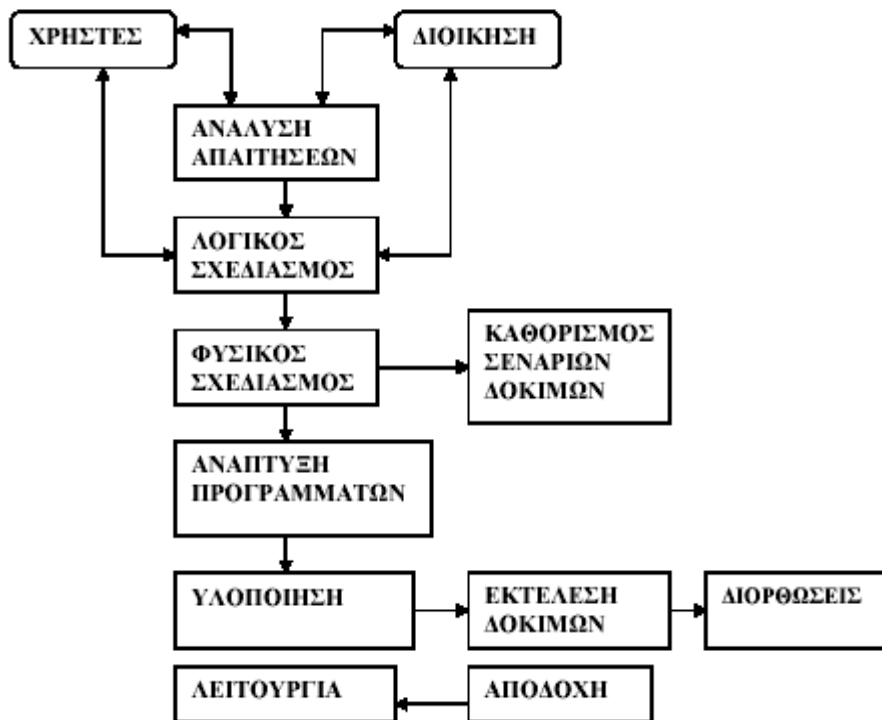 ΧΡΗΣΤΕΣ
ΔΙΟΙΚΗΣΗ
ΑΝΑΛΥΣΗ
ΑΠΑΙΤΗΣΕΩΝ
ΛΟΓΙΚΟΣ
ΣΧΕΔΙΑΣΜΟΣ
ΦΥΣΙΚΟΣ
ΣΧΕΔΙΑΣΜΟΣ
ΚΑΘΟΡΙΣΜΟΣ
ΣΕΝΑΡΙΩΝ
ΔΟΚΙΜΩΝ
ΑΝΑΠΤΥΞΗ
ΠΡΟΓΡΑΜΜΑΤΩΝ
ΥΛΟΠΟΙΗΣΗ
ΕΚΤΕΛΕΣΗ
ΔΟΚΙΜΩΝ
ΔΙΟΡΘΩΣΕΙΣ
ΛΕΙΤΟΥΡΓΙΑ
ΑΠΟΔΟΧΗ